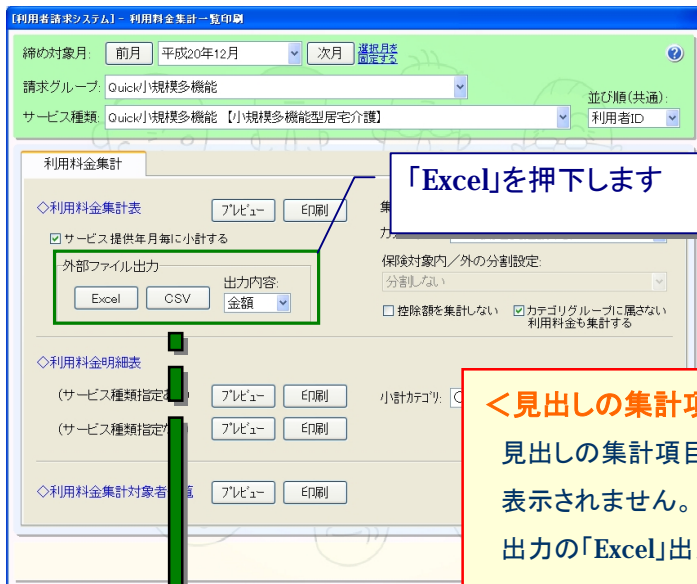 [利用者請求システム] - 利用料金集計一覧印刷
締め対象月: 前月 平成20年12月 次月 選択月を固定する
請求グループ: Quick小規模多機能
サービス種類: Quick小規模多機能 【小規模多機能型居宅介護】
並び順(共通):
利用者ID
利用料金集計
「Excel」を押下します
◇利用料金集計表 プレビュー 印刷
集
サービス提供年月毎に小計する
カ
外部ファイル出力
Excel CSV
出力内容:
金額
保険対象内/外の分割設定:
分割しない
控除額を集計しない
カテゴリグループに属さない
利用料金も集計する
◇利用料金明細表
(サービス種類指定 プレビュー 印刷
小計カテゴリ:
(サービス種類指定 プレビュー 印刷
◇利用料金集計対象者 覧 プレビュー 印刷
<見出しの集計項
見出しの集計項目
表示されません。
出力の「Excel」出